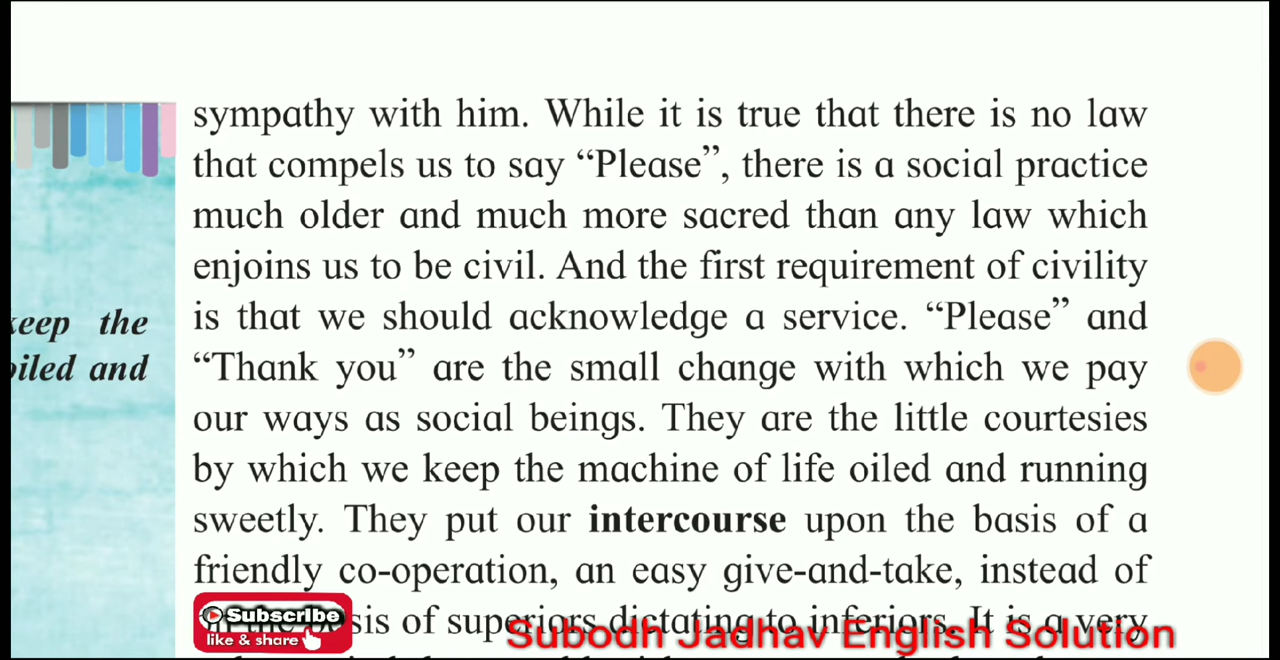 sympathy with him. While it is true that there is no law
that compels us to say “Please”, there is a social practice
much older and much more sacred than any law which
enjoins us to be civil. And the first requirement of civility
keep the
is that we should acknowledge a service. “Please” and
oiled and
“Thank you” are the small change with which we pay
our ways as social beings. They are the little courtesies
by which we keep the machine of life oiled and running
sweetly. They put our intercourse upon the basis of a
friendly co-operation, an easy give-and-take, instead of
of superiors dictating to inferiors. It is a very
Subscribe
like & share
Subodh Jadhav English Solution